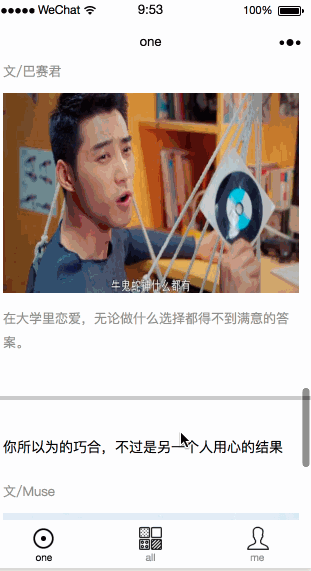 WeChat 9:53 100%
one
文/巴赛君
牛鬼蛇神什么都有
在大学里恋爱，无论做什么选择都得不到满意的答
案。
你所以为的巧合，不过是另一个人用心的结果
文/Muse
one all me